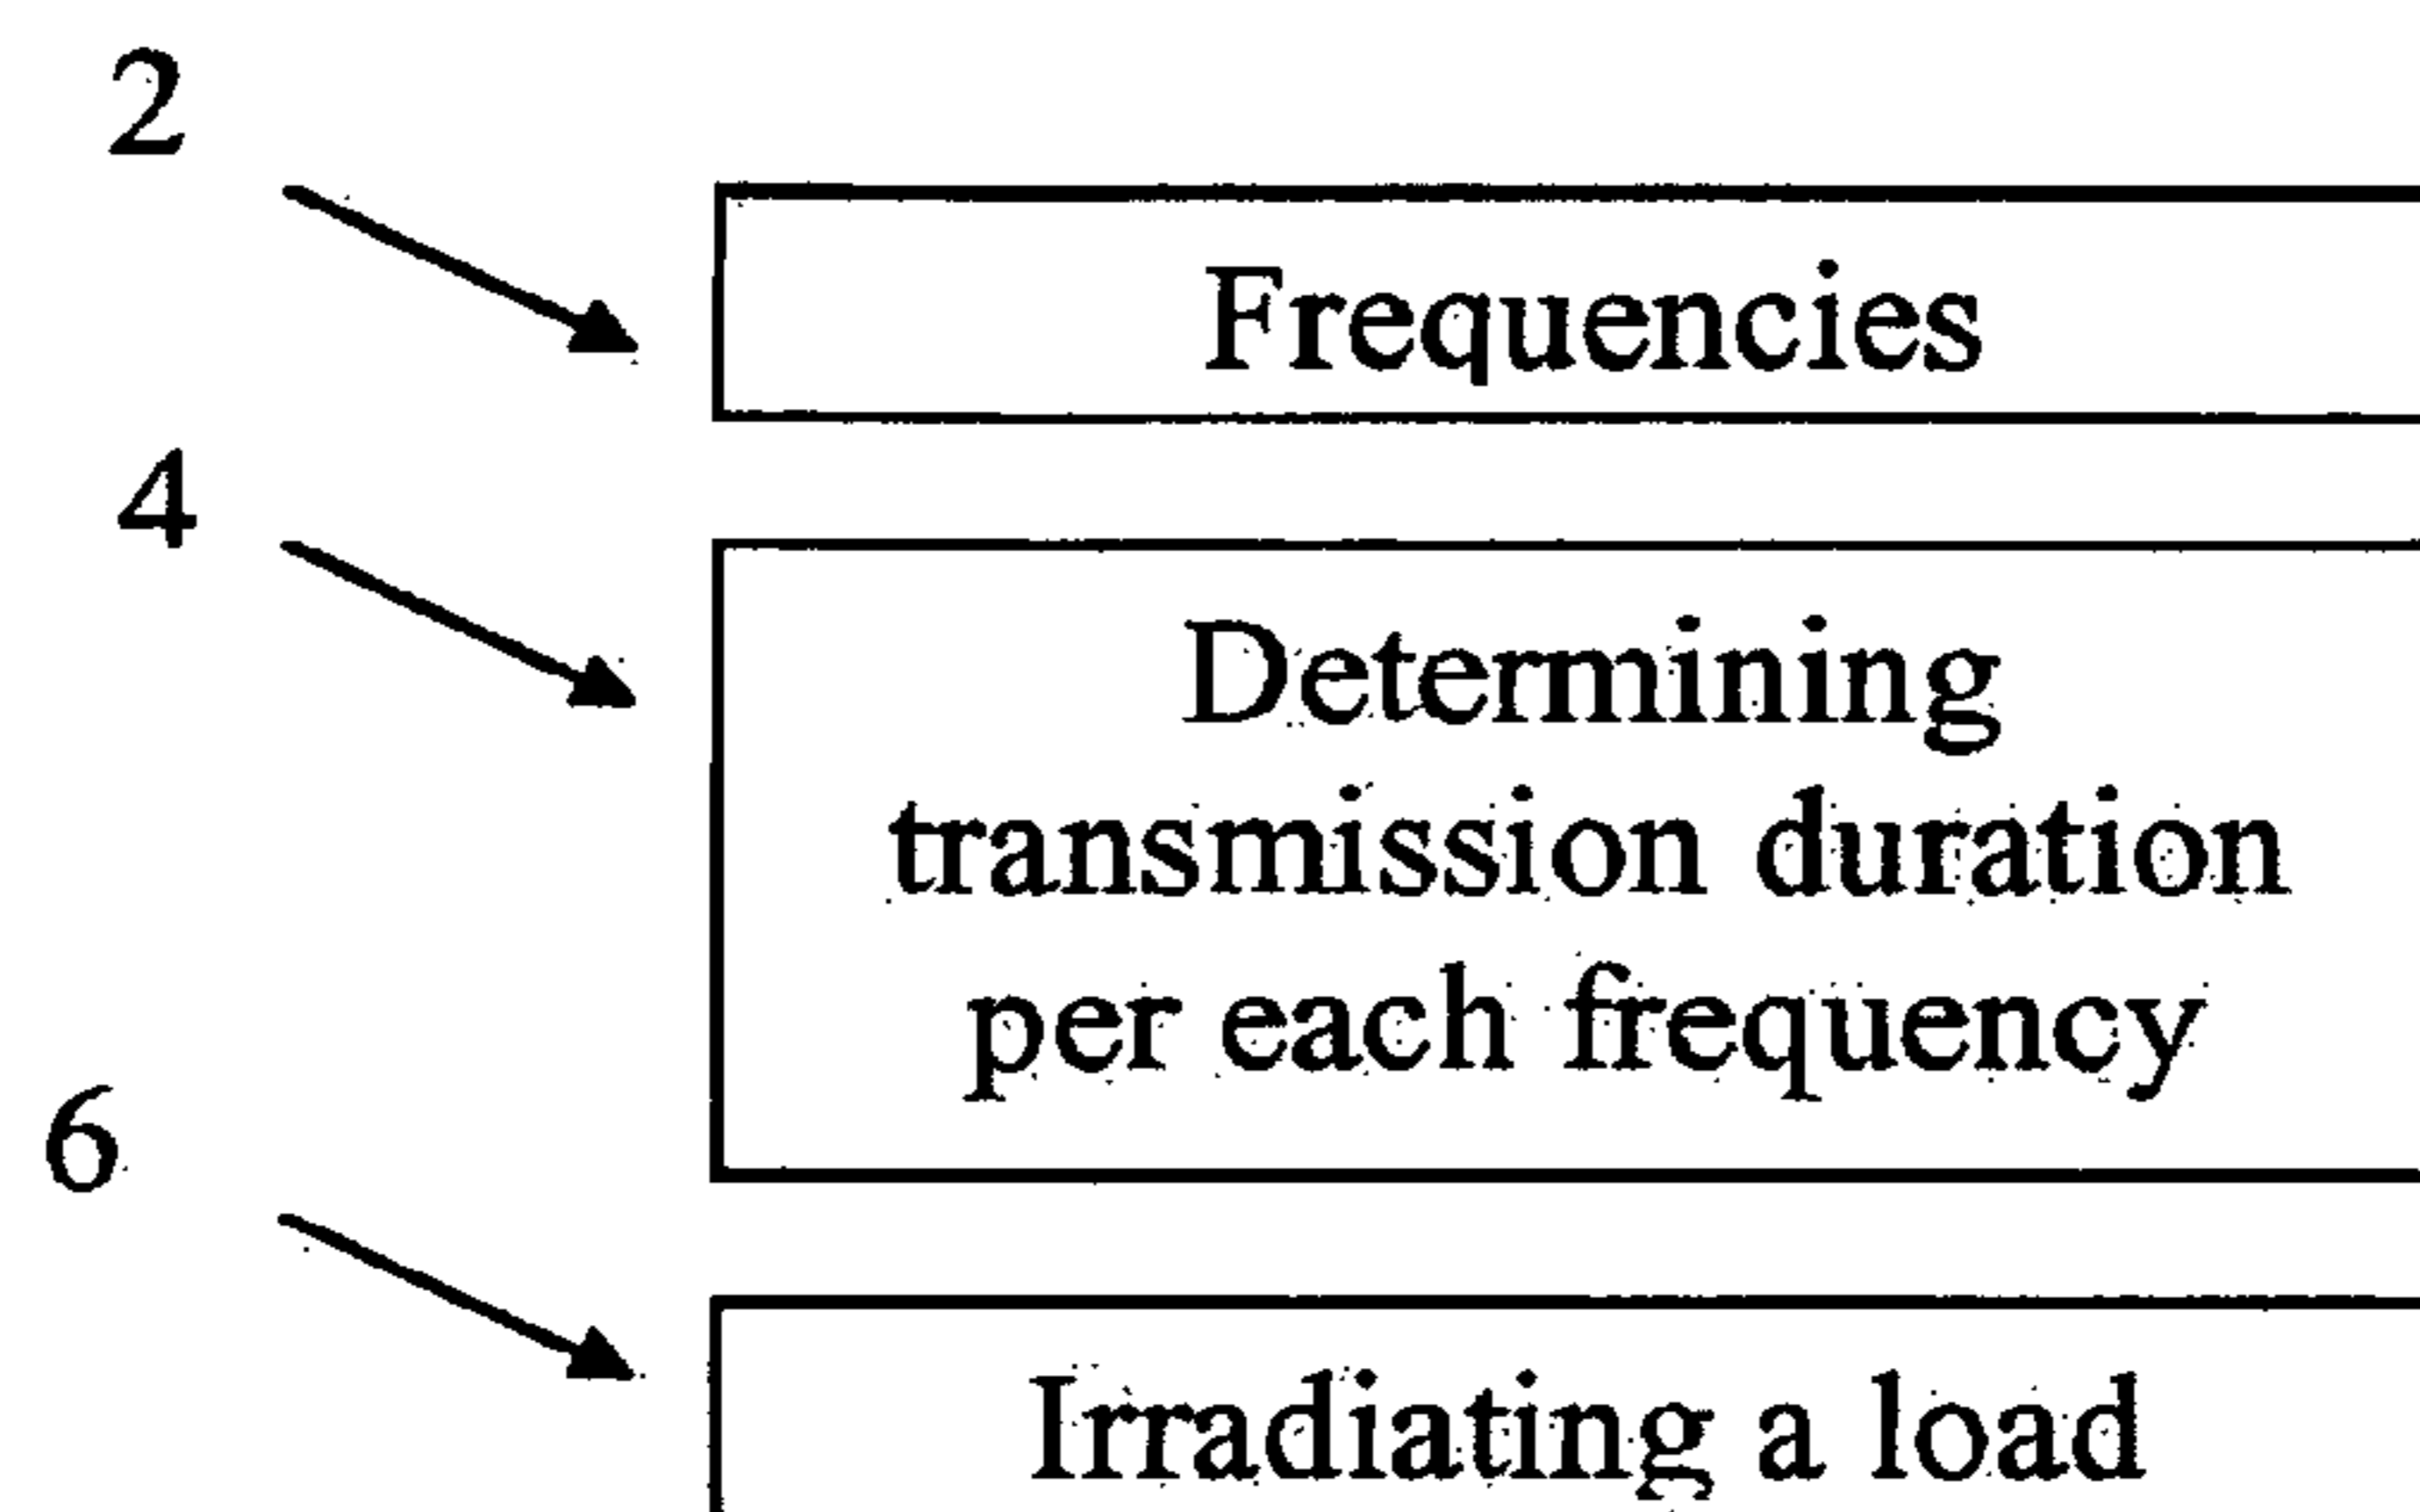 2
Frequencies
4
Determining
transmission duration
per each frequency
6
Irradiating a load